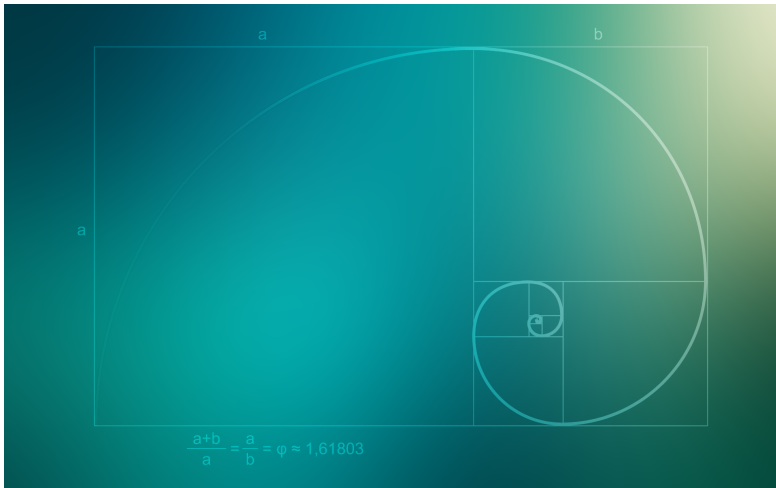 a b
a
a+b/a = a/b = φ ≈ 1,61803